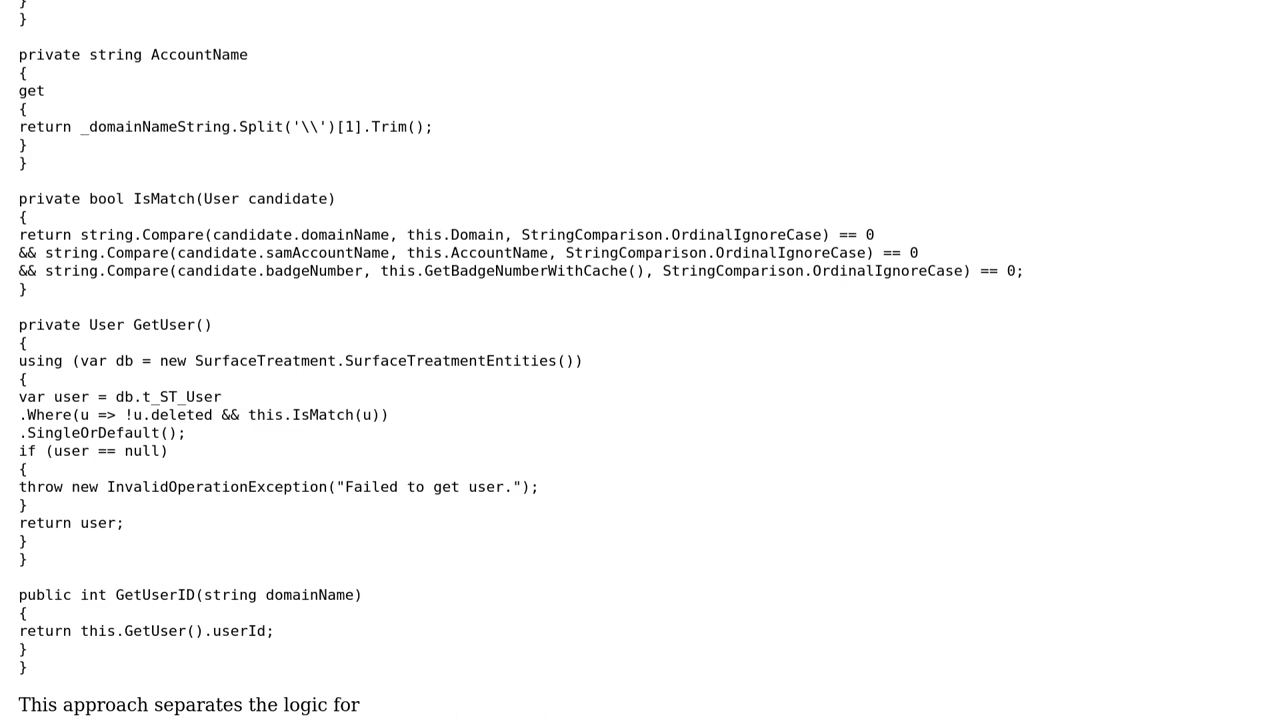 }
}
private string AccountName
{
get
{
return _domainNameString.Split('\\')[1].Trim();
}
}
private bool IsMatch(User candidate)
{
return string.Compare(candidate.domainName, this.Domain, StringComparison.OrdinalIgnoreCase) == 0
&& string.Compare(candidate.samAccountName, this.AccountName, StringComparison.OrdinalIgnoreCase) == 0
&& string.Compare(candidate.badgeNumber, this.GetBadgeNumberWithCache(), StringComparison.OrdinalIgnoreCase) == 0;
}
private User GetUser()
{
using (var db = new SurfaceTreatment.SurfaceTreatmentEntities())
{
var user = db.t_ST_User
.Where(u => !u.deleted && this.IsMatch(u))
.SingleOrDefault();
if (user == null)
{
throw new InvalidOperationException("Failed to get user.");
}
return user;
}
}
public int GetUserID(string domainName)
{
return this.GetUser().userId;
}
}
This approach separates the logic for